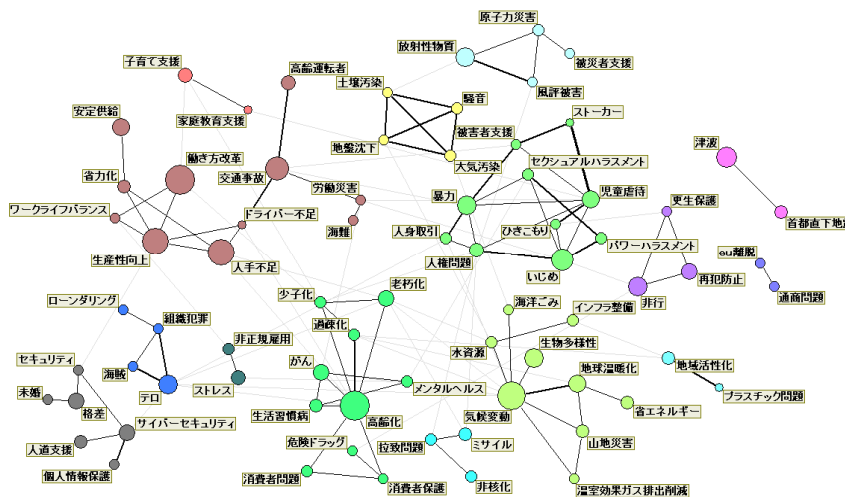 原子力災害
放射性物質
被災者支援
子育て支援
高齢運転者
土壌汚染
風評被害
騒音
ストーカー
安定供給
家庭教育支援
被害者支援
津波
働き方改革
地盤沈下
大気汚染
セクシュアルハラスメント
省力化
交通事故
労働災害
暴力
児童虐待
更生保護
ワークライフバランス
ドライバー不足
首都直下地
海難
人身取引
ひきこもり
パワーハラスメント
生産性向上
人手不足
人権問題
いじめ
eu離脱
再犯防止
非行
通商問題
老朽化
少子化
海洋ごみ
インフラ整備
ローンダリング
組織犯罪
過疎化
非正規雇用
水資源
生物多様性
セキュリティ
海賊
がん
地球温暖化
地域活性化
テロ
ストレス
メンタルヘルス
プラスチック問題
未婚
格差
生活習慣病
高齢化
気候変動
省エネルギー
サイバーセキュリティ
人道支援
危険ドラッグ
拉致問題
ミサイル
山地災害
個人情報保護
消費者問題
消費者保護
非核化
温室効果ガス排出削減